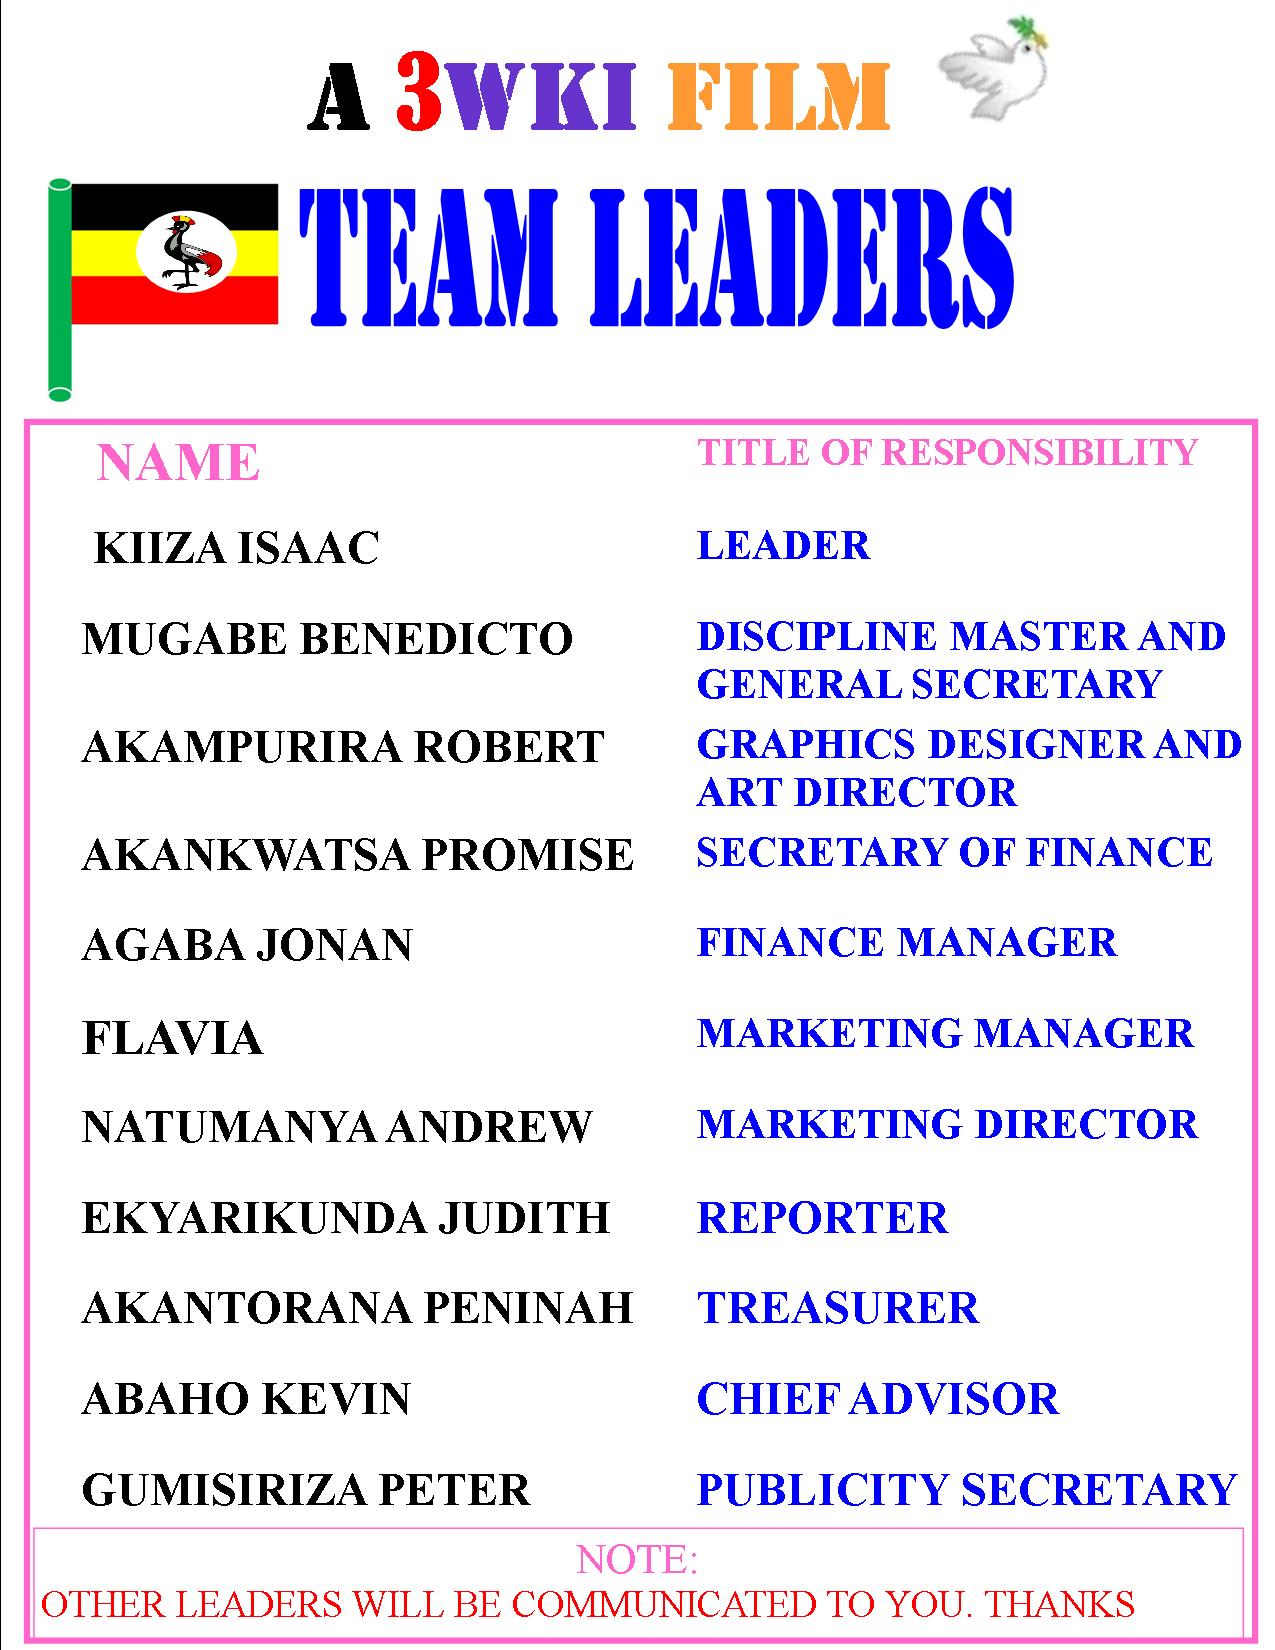 A 3WKI FILM
TEAM LEADERS
NAME TITLE OF RESPONSIBILITY
KIIZA ISAAC LEADER
MUGABE BENEDICTO DISCIPLINE MASTER AND
GENERAL SECRETARY
AKAMPURIRA ROBERT GRAPHICS DESIGNER AND
ART DIRECTOR
AKANKWATSA PROMISE SECRETARY OF FINANCE
AGABA JONAN FINANCE MANAGER
FLAVIA MARKETING MANAGER
NATUMANYA ANDREW MARKETING DIRECTOR
EKYARIKUNDA JUDITH REPORTER
AKANTORANA PENINAH TREASURER
ABAHO KEVIN CHIEF ADVISOR
GUMISIRIZA PETER PUBLICITY SECRETARY
NOTE:
OTHER LEADERS WILL BE COMMUNICATED TO YOU. THANKS